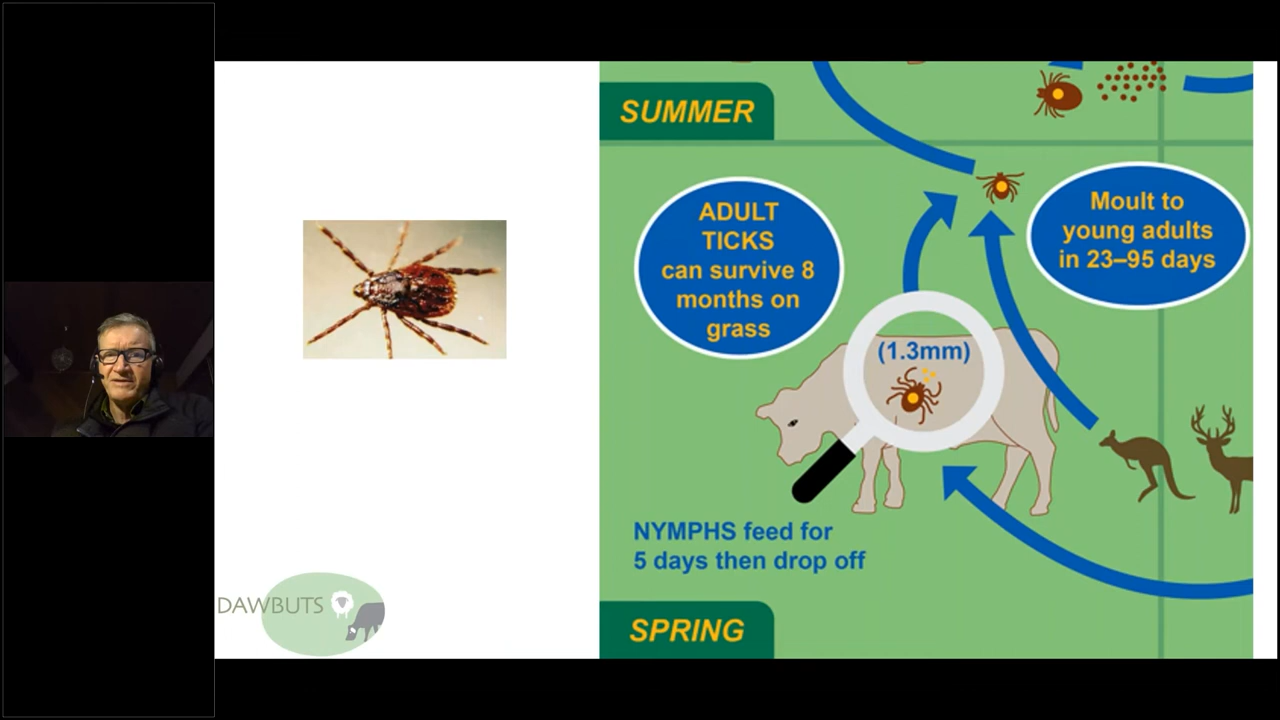 SUMMER
ADULT
TICKS
can survive 8
months on
grass
Moult to
young adults
in 23–95 days
(1.3mm)
NYMPHS feed for
5 days then drop off
SPRING
DAWBUTS